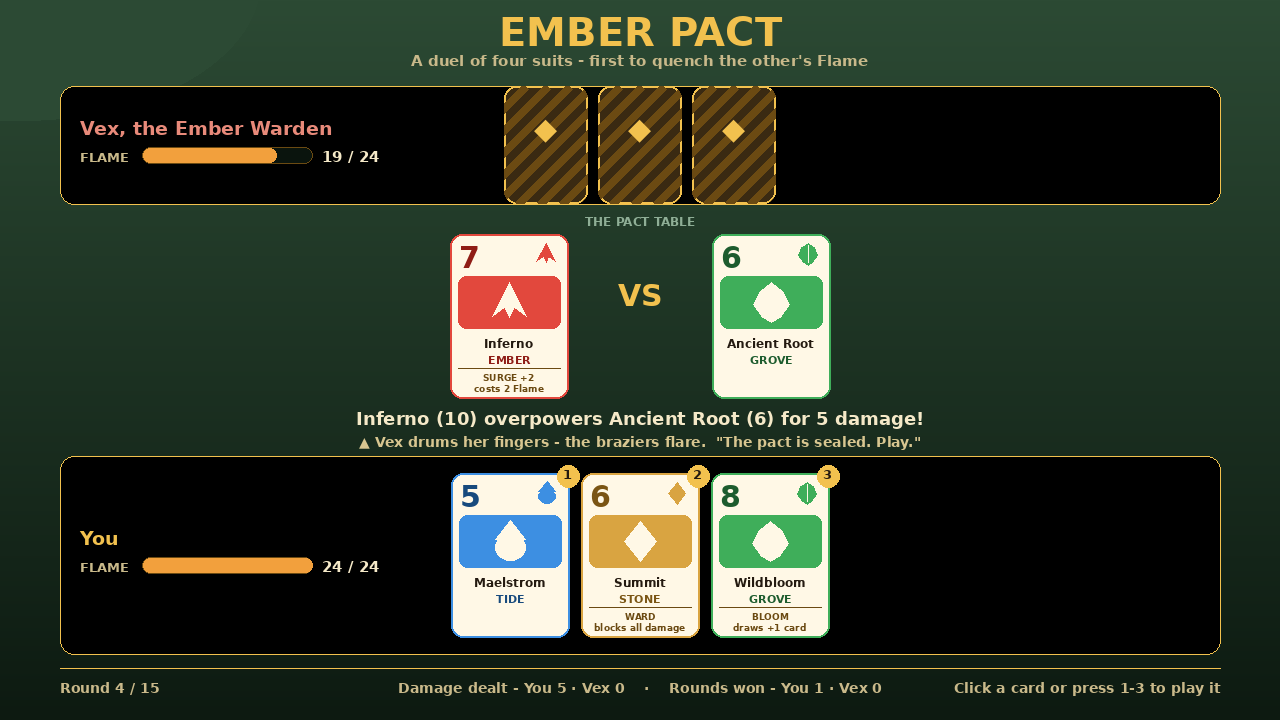 EMBER PACT
A duel of four suits - first to quench the other's Flame
Vex, the Ember Warden
FLAME 19 / 24
THE PACT TABLE
7
Inferno
EMBER
SURGE +2
costs 2 Flame
VS
6
Ancient Root
GROVE
Inferno (10) overpowers Ancient Root (6) for 5 damage!
▲ Vex drums her fingers - the braziers flare. "The pact is sealed. Play."
You
FLAME 24 / 24
5
1
Maelstrom
TIDE
6
2
Summit
STONE
WARD
blocks all damage
8
3
Wildbloom
GROVE
BLOOM
draws +1 card
Round 4 / 15
Damage dealt - You 5 · Vex 0 · Rounds won - You 1 · Vex 0
Click a card or press 1-3 to play it